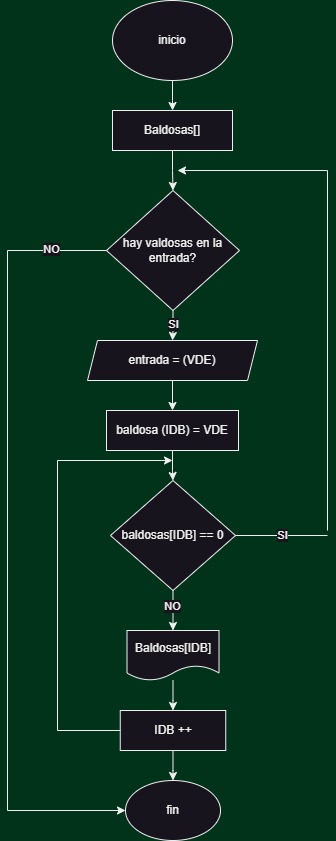 inicio
Baldosas[]
hay valdosas en la
entrada?
NO
SI
entrada = (VDE)
baldosa (IDB) = VDE
baldosas[IDB] == 0
SI
NO
Baldosas[IDB]
IDB ++
fin